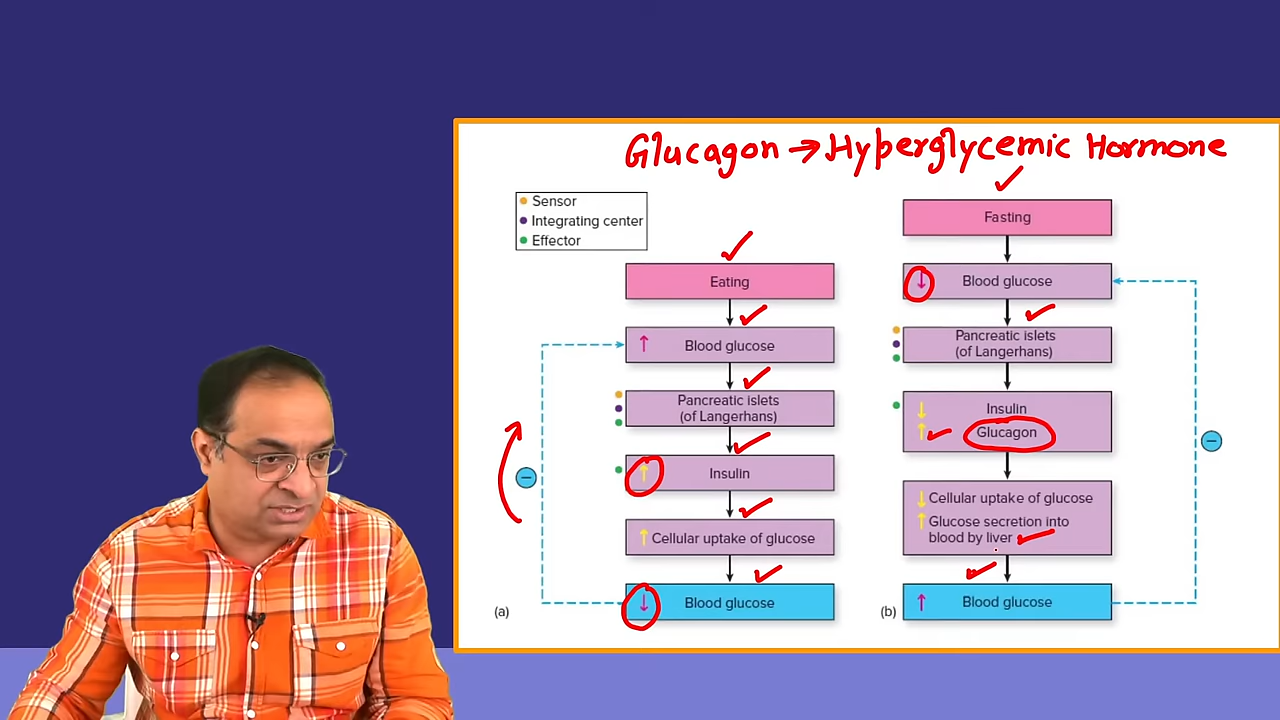 Glucagon → Hyperglycemic Hormone
Sensor
Integrating center
Effector
Eating
↑ Blood glucose
Pancreatic islets
(of Langerhans)
↑ Insulin
↑ Cellular uptake of glucose
↓ Blood glucose
(a)
Fasting
↓ Blood glucose
Pancreatic islets
(of Langerhans)
↓ Insulin
↑ Glucagon
↓ Cellular uptake of glucose
↑ Glucose secretion into
blood by liver
↑ Blood glucose
(b)
−
−